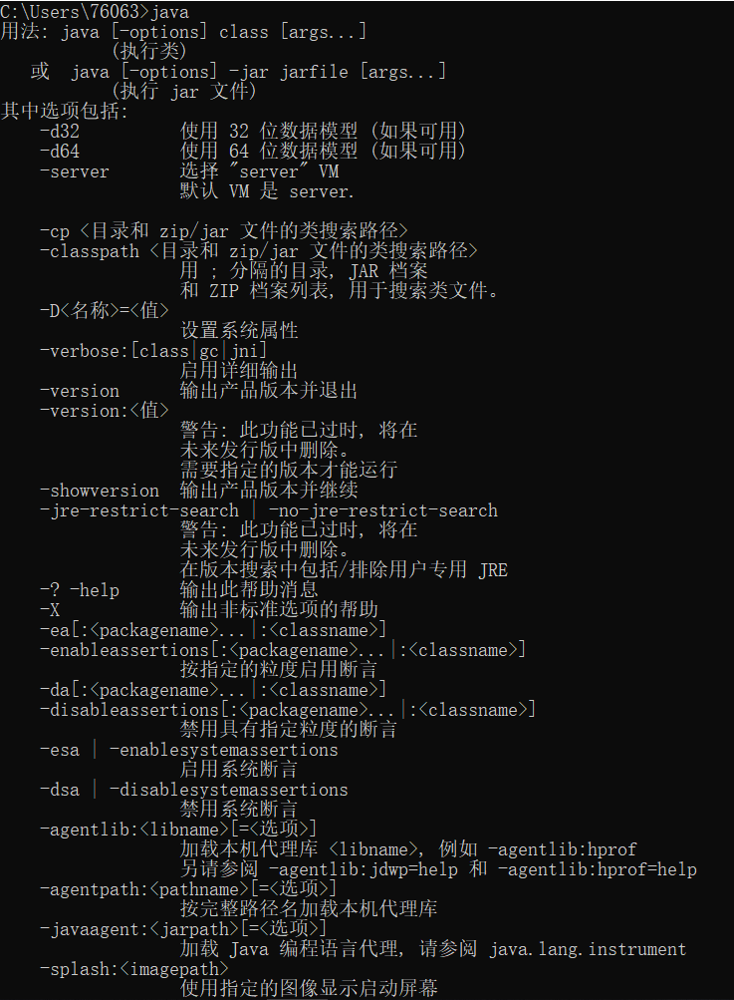 C:\Users\76063>java
用法: java [-options] class [args...]
(执行类)
或 java [-options] -jar jarfile [args...]
(执行 jar 文件)
其中选项包括:
-d32 使用 32 位数据模型 (如果可用)
-d64 使用 64 位数据模型 (如果可用)
-server 选择 "server" VM
默认 VM 是 server.
-cp <目录和 zip/jar 文件的类搜索路径>
-classpath <目录和 zip/jar 文件的类搜索路径>
用 ; 分隔的目录, JAR 档案
和 ZIP 档案列表, 用于搜索类文件。
-D<名称>=<值>
设置系统属性
-verbose:[class|gc|jni]
启用详细输出
-version 输出产品版本并退出
-version:<值>
警告: 此功能已过时, 将在
未来发行版中删除。
需要指定的版本才能运行
-showversion 输出产品版本并继续
-jre-restrict-search | -no-jre-restrict-search
警告: 此功能已过时, 将在
未来发行版中删除。
在版本搜索中包括/排除用户专用 JRE
-? -help 输出此帮助消息
-X 输出非标准选项的帮助
-ea[:<packagename>...|:<classname>]
-enableassertions[:<packagename>...|:<classname>]
按指定的粒度启用断言
-da[:<packagename>...|:<classname>]
-disableassertions[:<packagename>...|:<classname>]
禁用具有指定粒度的断言
-esa | -enablesystemassertions
启用系统断言
-dsa | -disablesystemassertions
禁用系统断言
-agentlib:<libname>[=<选项>]
加载本机代理库 <libname>, 例如 -agentlib:hprof
另请参阅 -agentlib:jdwp=help 和 -agentlib:hprof=help
-agentpath:<pathname>[=<选项>]
按完整路径名加载本机代理库
-javaagent:<jarpath>[=<选项>]
加载 Java 编程语言代理, 请参阅 java.lang.instrument
-splash:<imagepath>
使用指定的图像显示启动屏幕